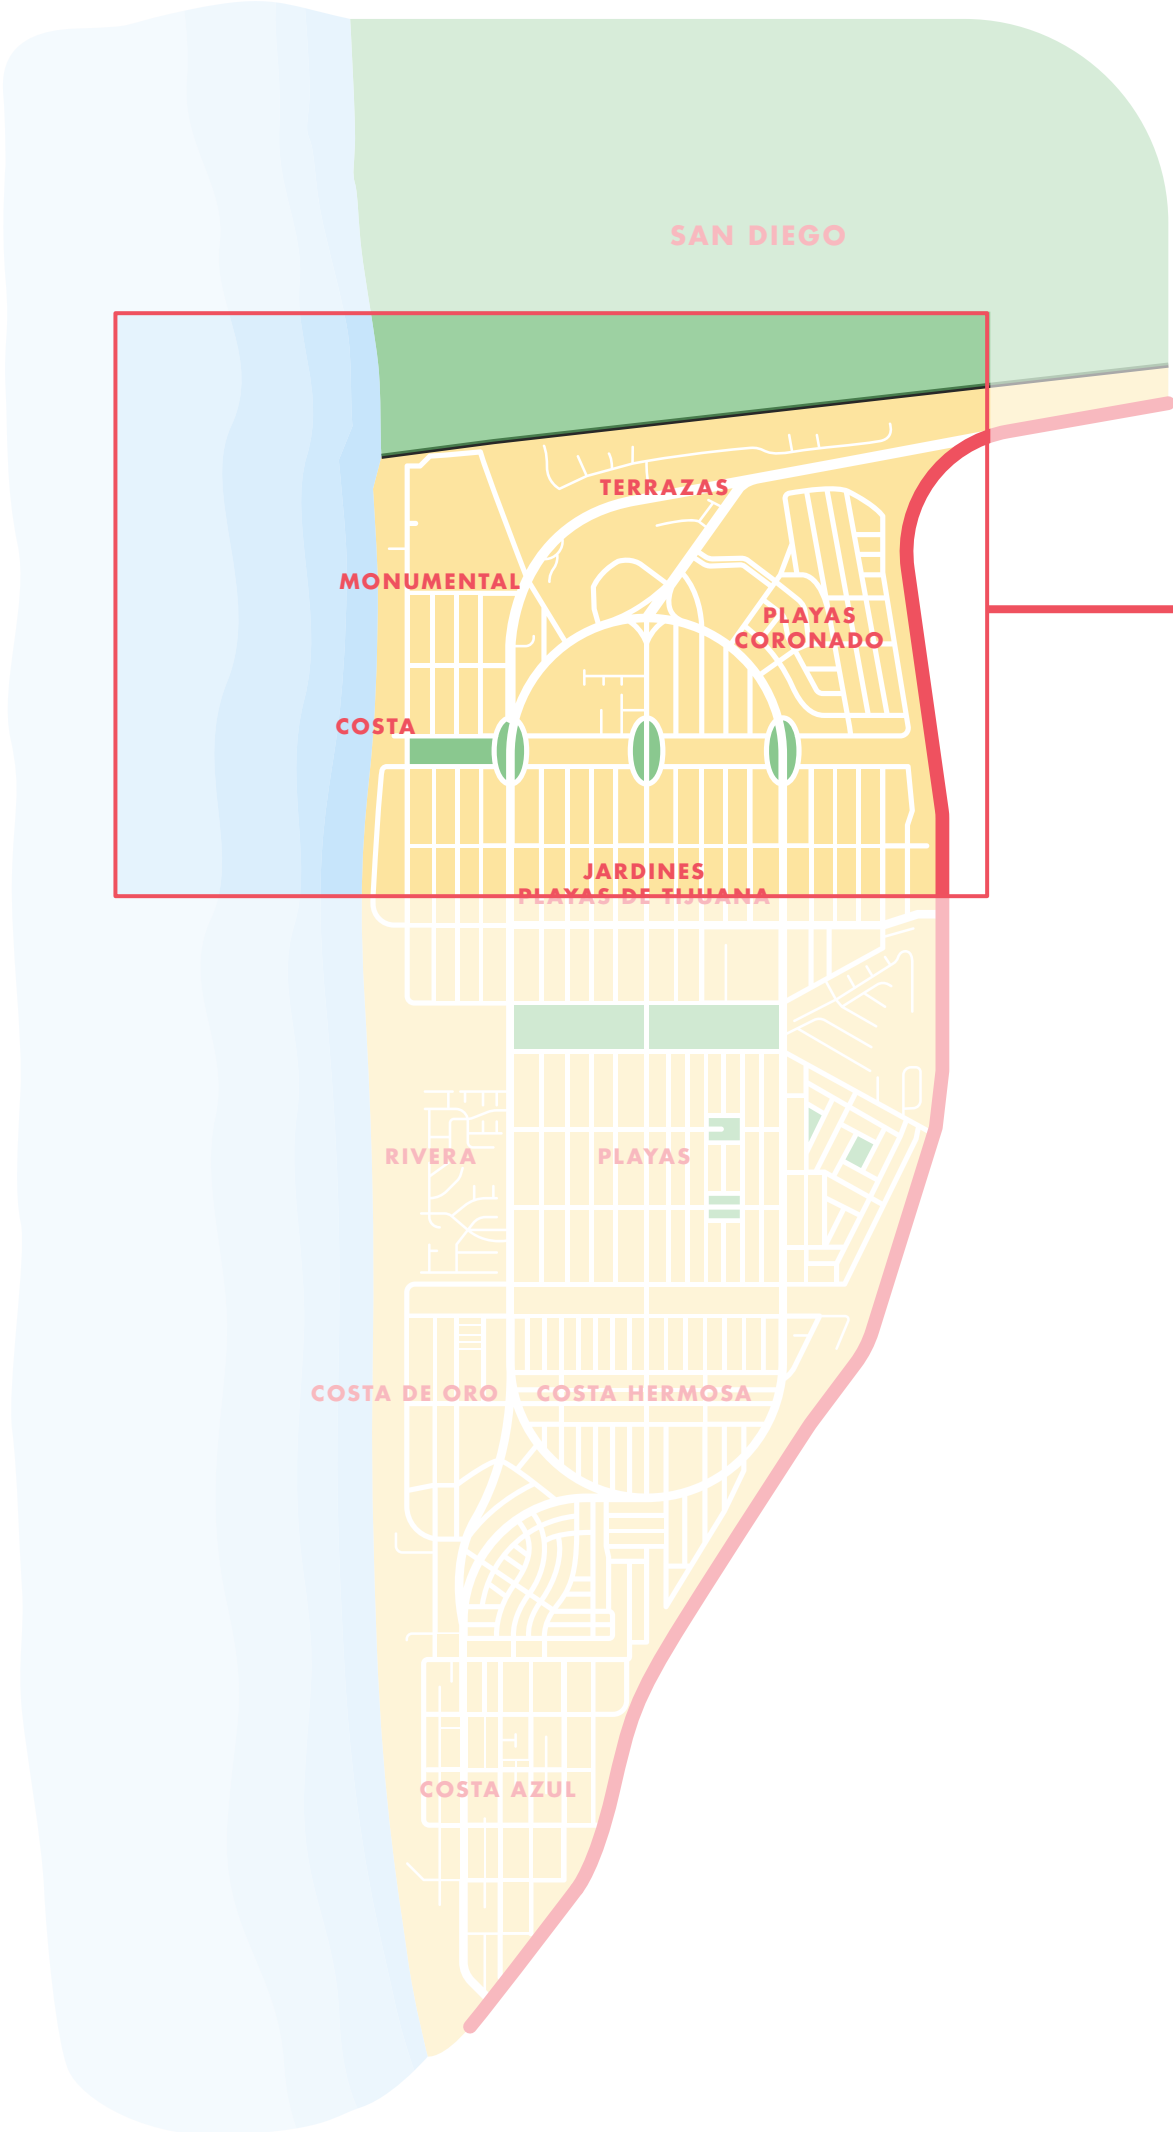 SAN DIEGO
TERRAZAS
MONUMENTAL
PLAYAS
CORONADO
COSTA
JARDINES
PLAYAS DE TIJUANA
RIVERA
PLAYAS
COSTA DE ORO
COSTA HERMOSA
COSTA AZUL